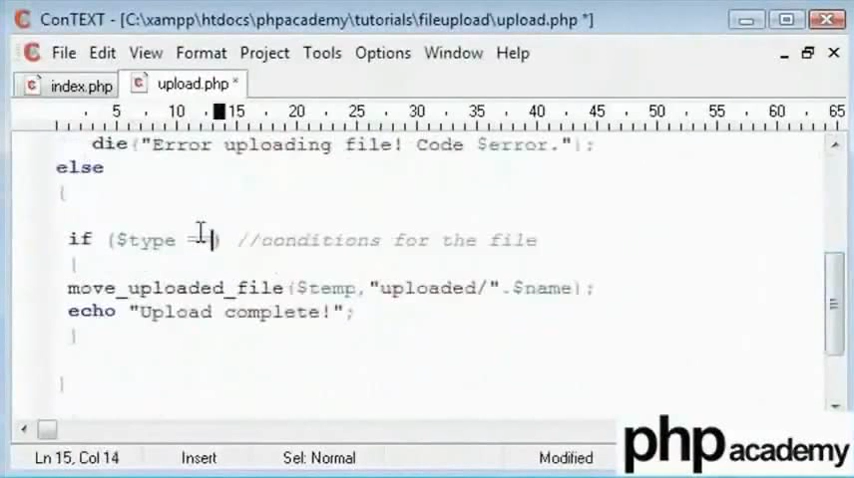 ConTEXT - [C:\xampp\htdocs\phpacademy\tutorials\fileupload\upload.php *]
File Edit View Format Project Tools Options Window Help
index.php upload.php *
5 10 15 20 25 30 35 40 45 50 55 60 65
die("Error uploading file! Code $error.");
else
{
if ($type ==) //conditions for the file
{
move_uploaded_file($temp,"uploaded/".$name);
echo "Upload complete!";
}
}
Ln 15, Col 14 Insert Sel: Normal Modified
php academy